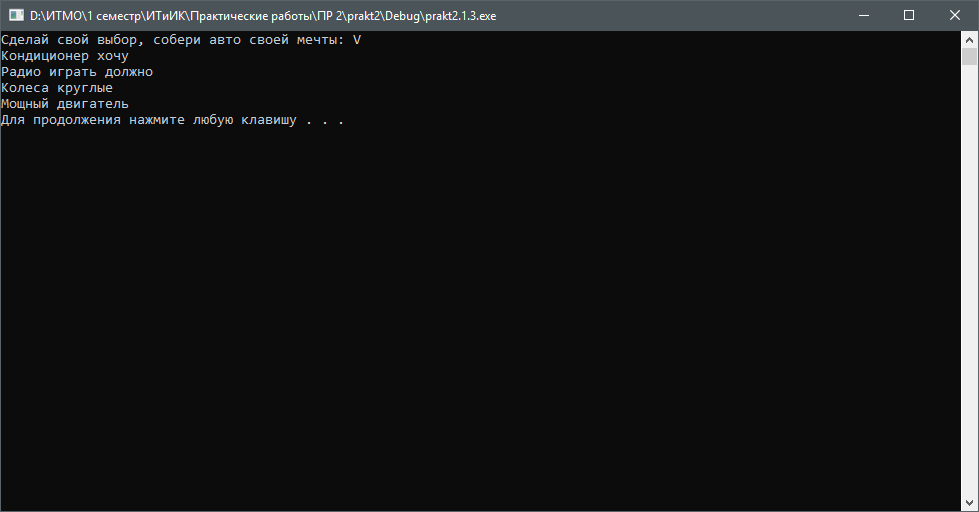 D:\ИТМО\1 семестр\ИТиИК\Практические работы\ПР 2\prakt2\Debug\prakt2.1.3.exe
Сделай свой выбор, собери авто своей мечты: V
Кондиционер хочу
Радио играть должно
Колеса круглые
Мощный двигатель
Для продолжения нажмите любую клавишу . . .